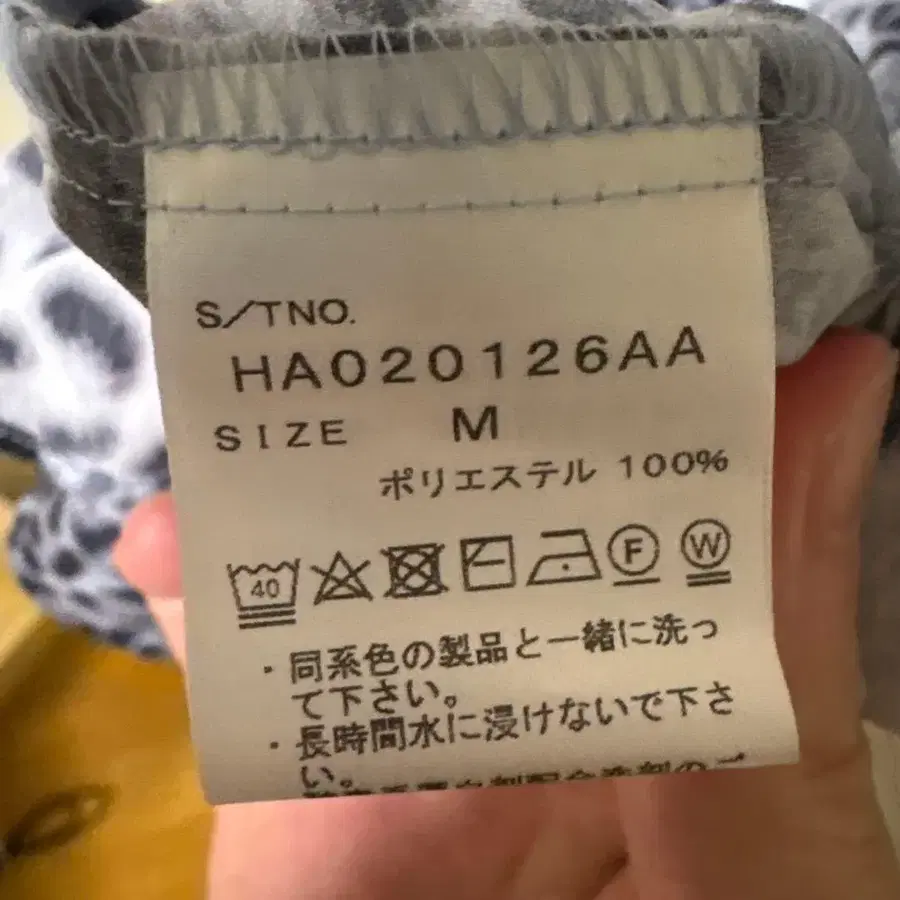 S/TNO.
HA020126AA
SIZE M
ポリエステル 100%
40 F W
・同系色の製品と一緒に洗っ
て下さい。
・長時間水に浸けないで下さ
い。